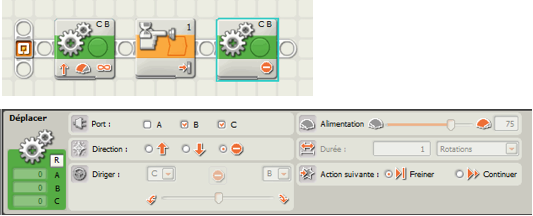 C B
1
C B
Déplacer
Port :
A
B
C
Alimentation
75
Direction :
Durée :
1
Rotations
R
0 A
0 B
0 C
Diriger :
C
B
Action suivante :
Freiner
Continuer